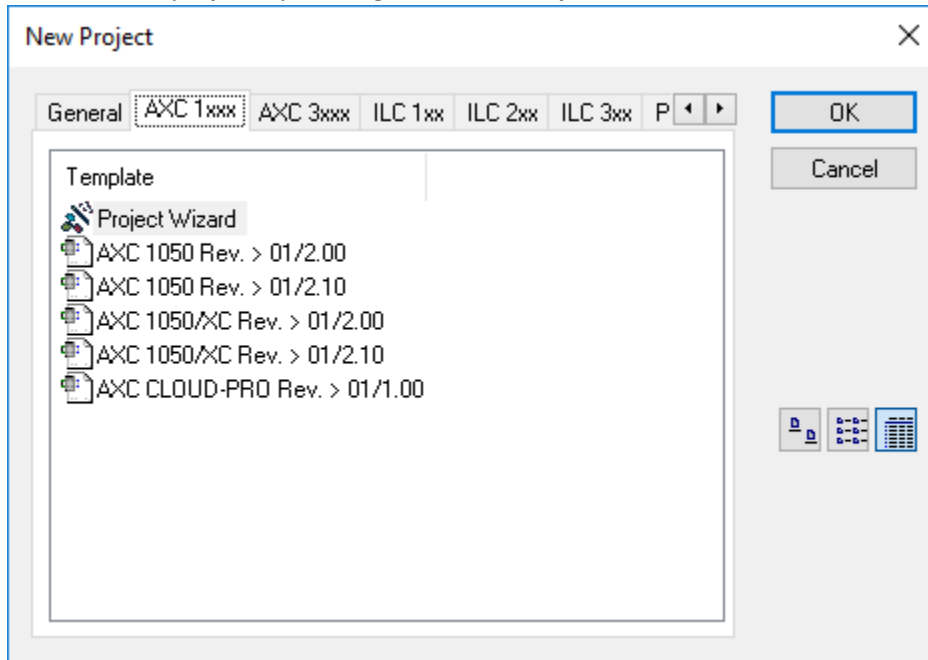 New Project
General AXC 1xxx AXC 3xxx ILC 1xx ILC 2xx ILC 3xx P
OK
Cancel
Template
Project Wizard
AXC 1050 Rev. > 01/2.00
AXC 1050 Rev. > 01/2.10
AXC 1050/XC Rev. > 01/2.00
AXC 1050/XC Rev. > 01/2.10
AXC CLOUD-PRO Rev. > 01/1.00